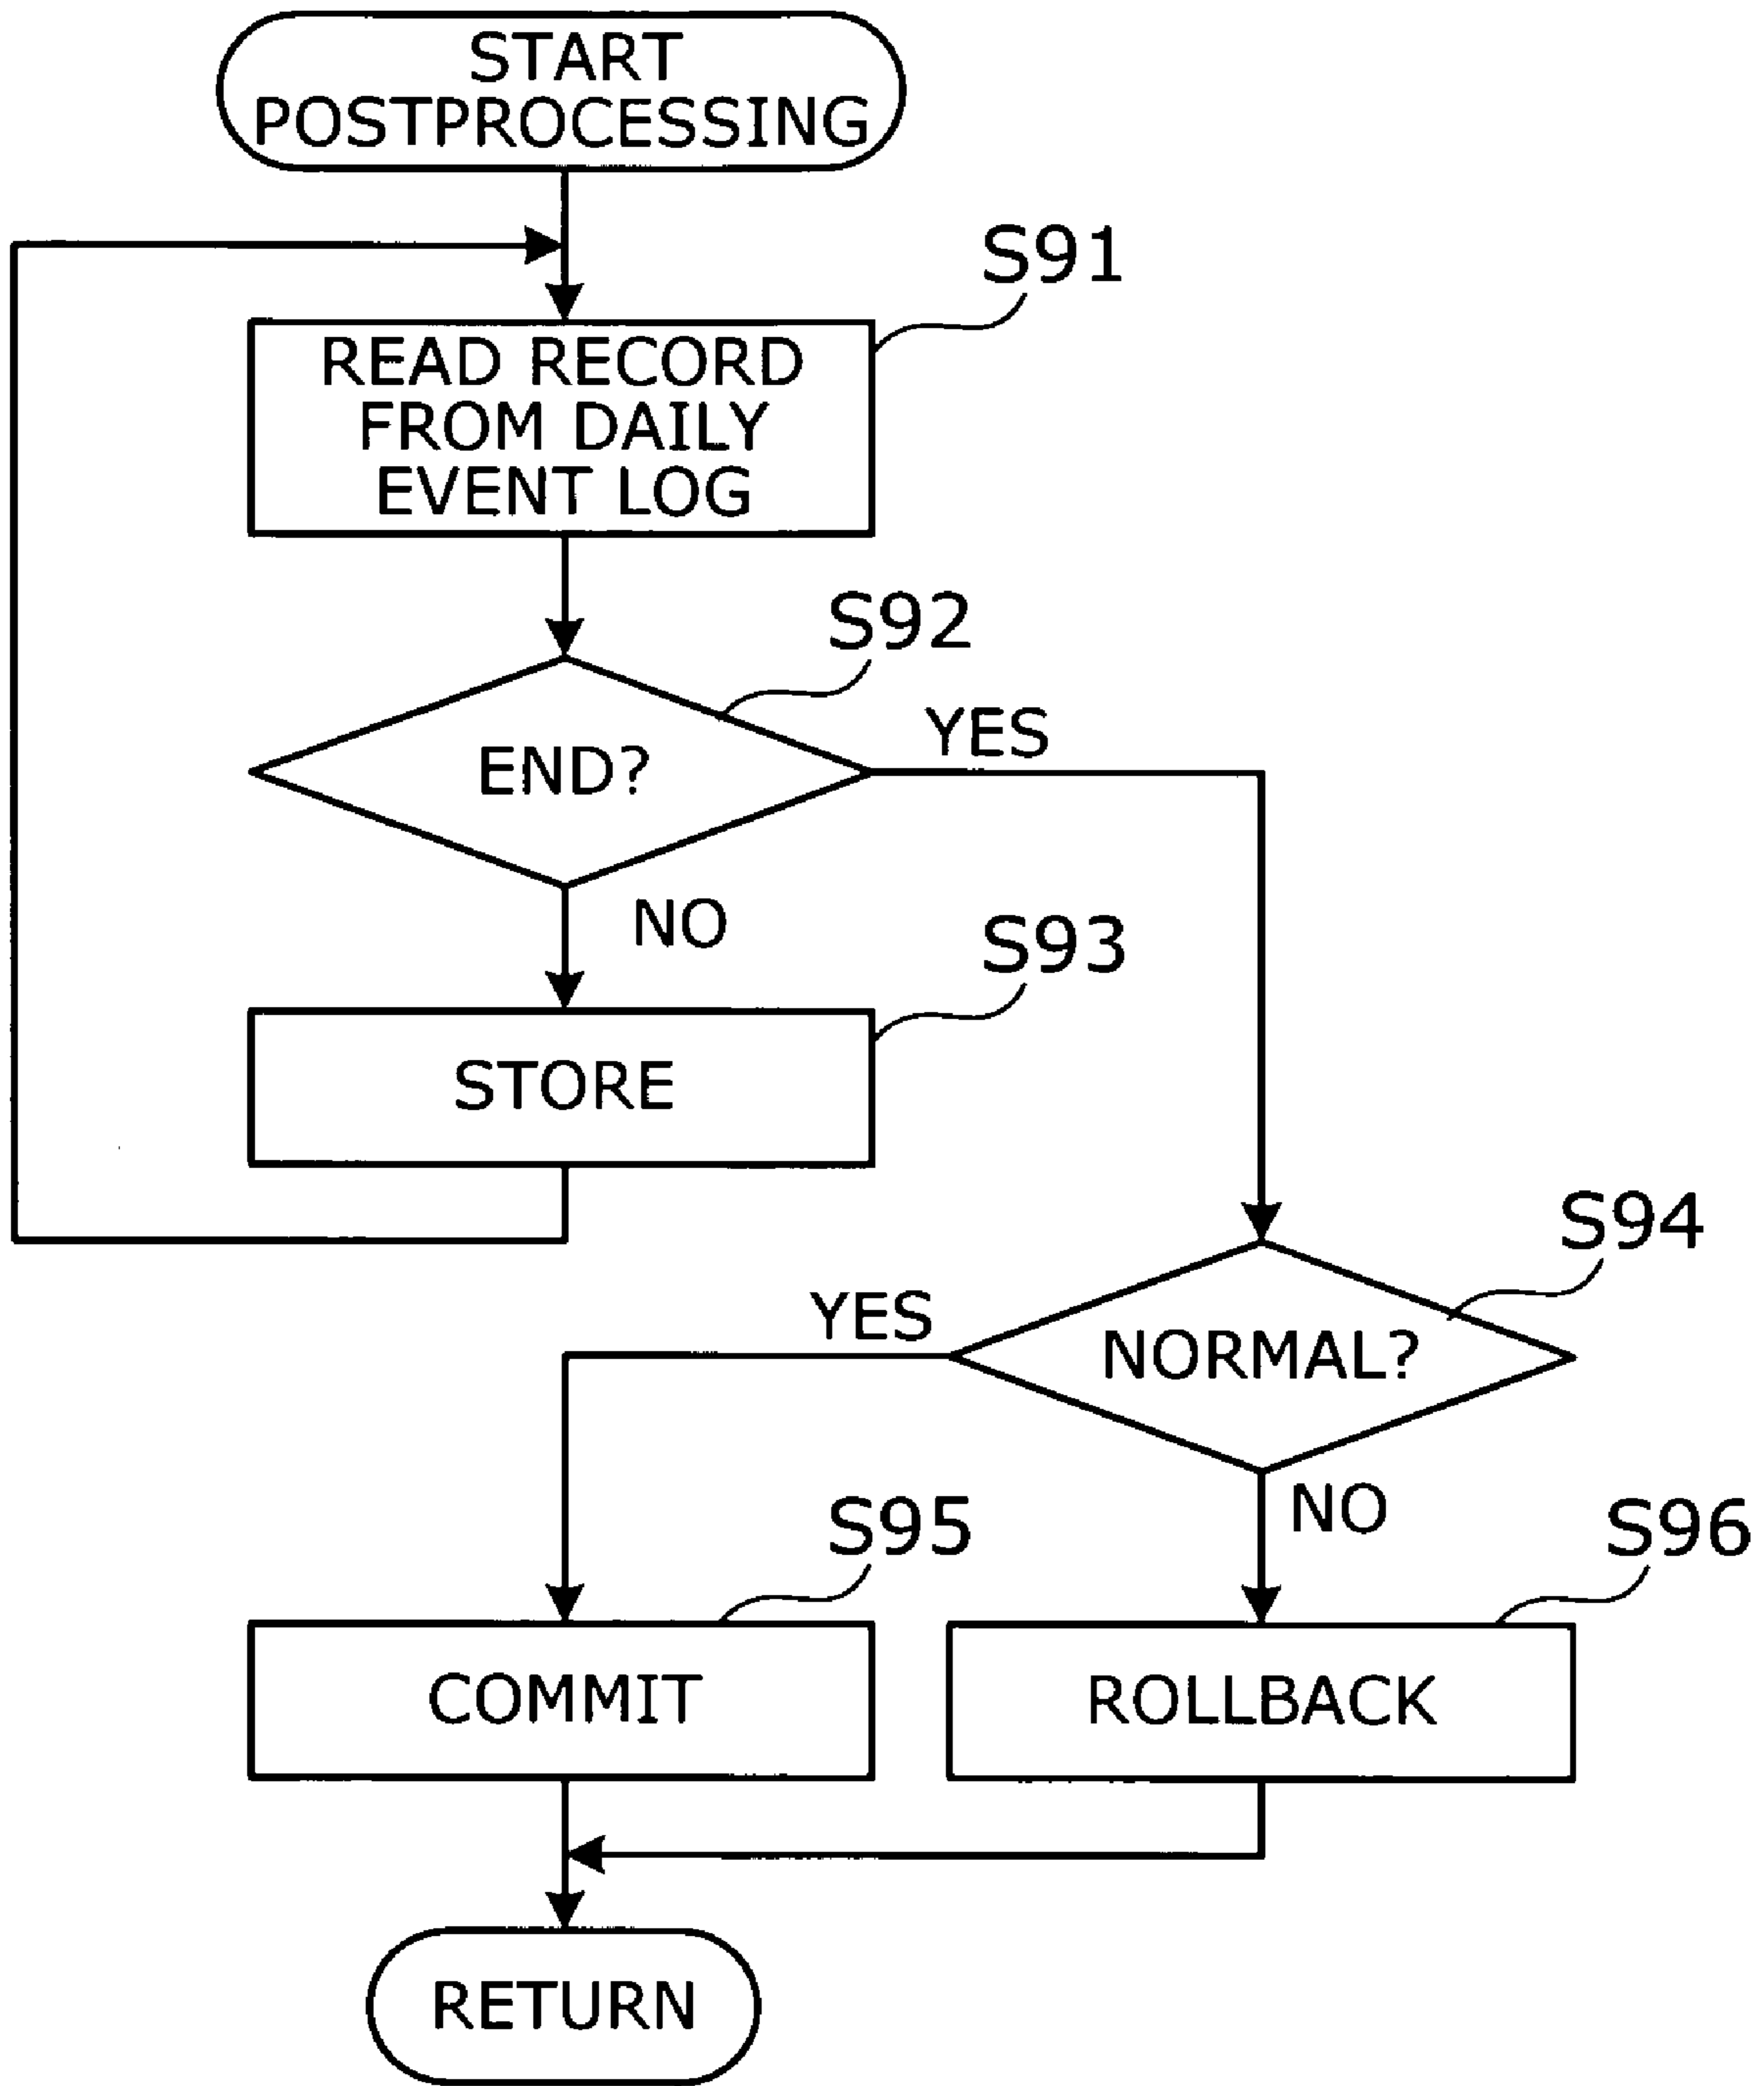 START
POSTPROCESSING
S91
READ RECORD
FROM DAILY
EVENT LOG
S92
END?
YES
NO
S93
STORE
S94
YES
NORMAL?
NO
S95
S96
COMMIT
ROLLBACK
RETURN